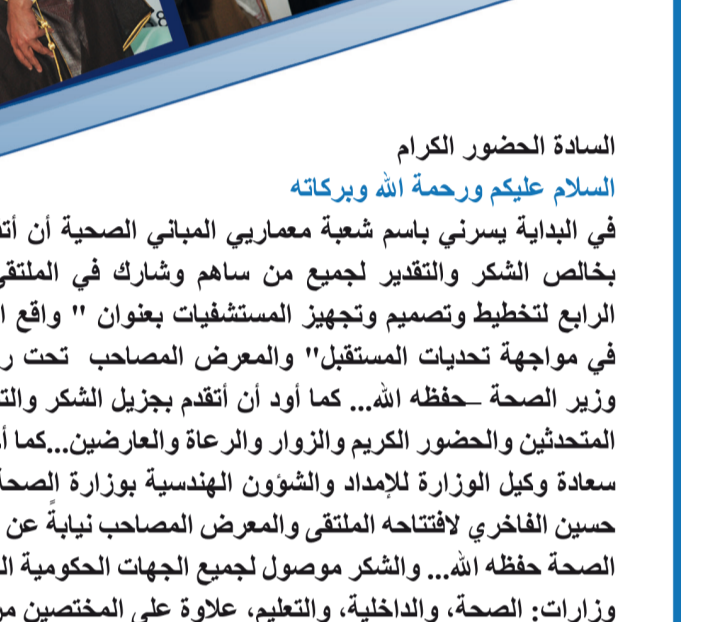 السادة الحضور الكرام
السلام عليكم ورحمة الله وبركاته
في البداية يسرني باسم شعبة معماريي المباني الصحية أن
بخالص الشكر والتقدير لجميع من ساهم وشارك في الملتقى
الرابع لتخطيط وتصميم وتجهيز المستشفيات بعنوان " واقع
في مواجهة تحديات المستقبل" والمعرض المصاحب تحت
وزير الصحة –حفظه الله... كما أود أن أتقدم بجزيل الشكر
المتحدثين والحضور الكريم والزوار والرعاة والعارضين...كما
سعادة وكيل الوزارة للإمداد والشؤون الهندسية بوزارة الصحة
حسين الفاخري لافتتاحه الملتقى والمعرض المصاحب نيابةً عن
الصحة حفظه الله... والشكر موصول لجميع الجهات الحكومية
وزارات: الصحة، والداخلية، والتعليم، علاوة على المختصين